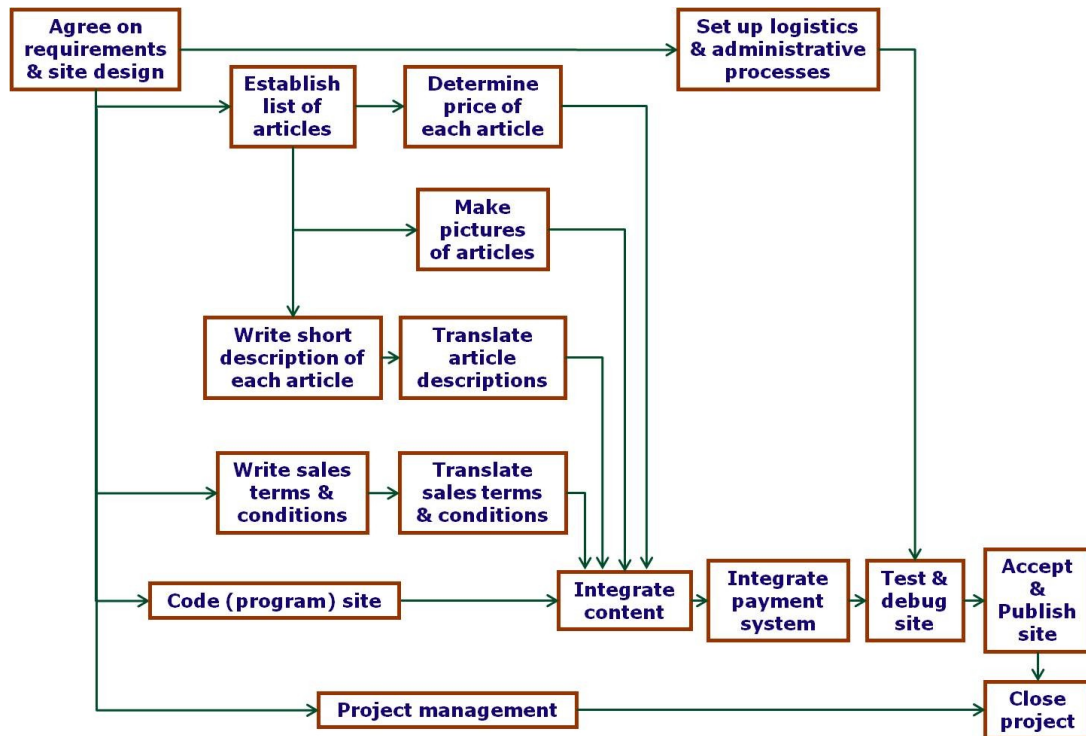 Agree on
requirements
& site design
Set up logistics
& administrative
processes
Establish
list of
articles
Determine
price of
each article
Make
pictures
of articles
Write short
description of
each article
Translate
article
descriptions
Write sales
terms &
conditions
Translate
sales terms
& conditions
Code (program) site
Integrate
content
Integrate
payment
system
Test &
debug
site
Accept
&
Publish
site
Project management
Close
project